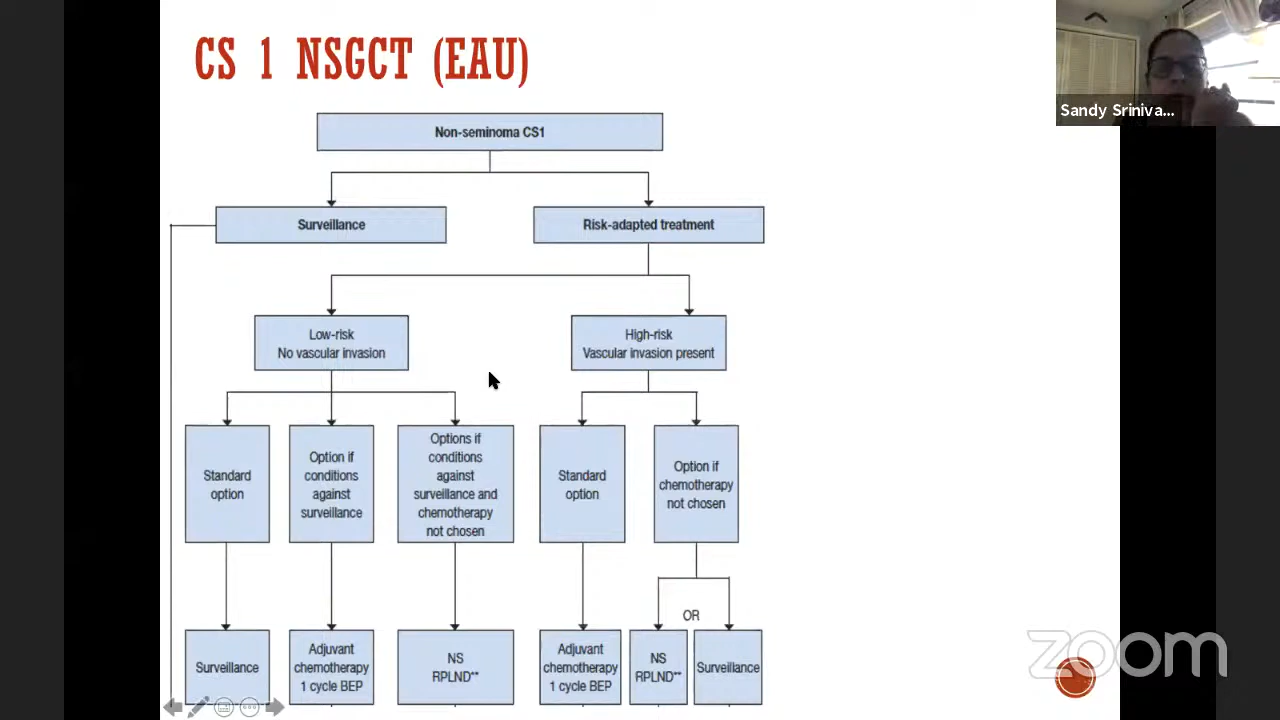 CS 1 NSGCT (EAU)
Sandy Sriniva...
Non-seminoma CS1
Surveillance
Risk-adapted treatment
Low-risk
No vascular invasion
High-risk
Vascular invasion present
Standard
option
Option if
conditions
against
surveillance
Options if
conditions
against
surveillance and
chemotherapy
not chosen
Standard
option
Option if
chemotherapy
not chosen
OR
Surveillance
Adjuvant
chemotherapy
1 cycle BEP
NS
RPLND**
Adjuvant
chemotherapy
1 cycle BEP
NS
RPLND**
Surveillance
zoom